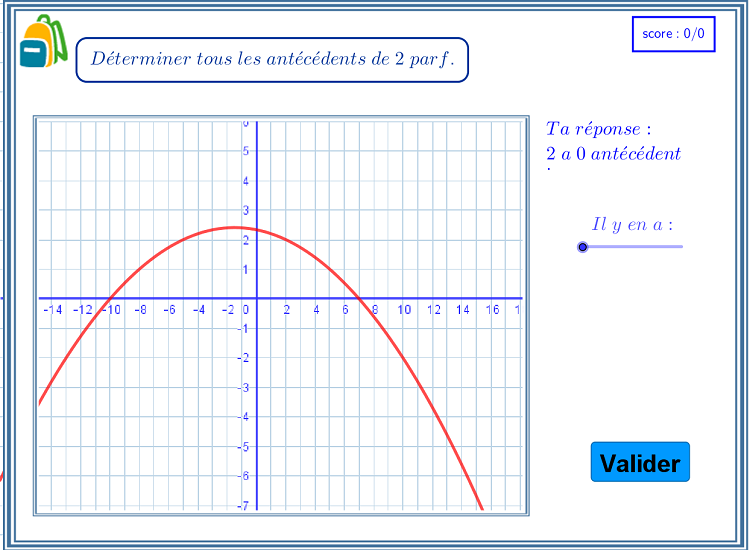 score : 0/0
Déterminer tous les antécédents de 2 par f.
Ta réponse :
2 a 0 antécédent
.
Il y en a :
6
5
4
3
2
1
-14 -12 -10 -8 -6 -4 -2 0 2 4 6 8 10 12 14 16 1
-1
-2
-3
-4
-5
-6
-7
Valider